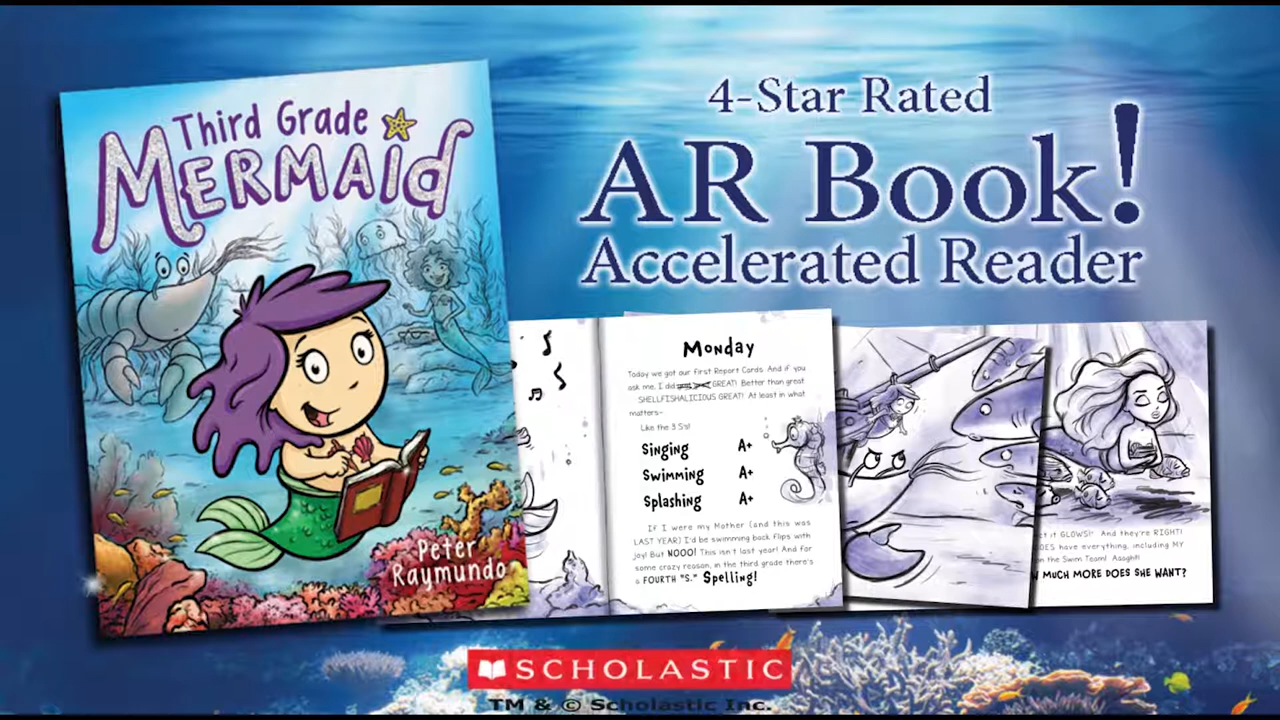 Third Grade
MERMAID
Peter
Raymundo
4-Star Rated
AR Book!
Accelerated Reader
Monday
Today we got our first Report Cards. And if you
ask me, I did GREAT! Better than great.
SHELLFISHALICIOUS GREAT! At least in what
matters-
Like the 3 S's!
Singing A+
Swimming A+
Splashing A+
If I were my Mother (and this was
LAST YEAR) I'd be swimming back flips with
joy! But NOOO! This isn't last year! And for
some crazy reason, in the third grade there's
a FOURTH "S." Spelling!
it GLOWS!" And they're RIGHT!
have everything, including MY
the Swim Team! Aaagh!!
MUCH MORE DOES SHE WANT?
SCHOLASTIC
TM & © Scholastic Inc.